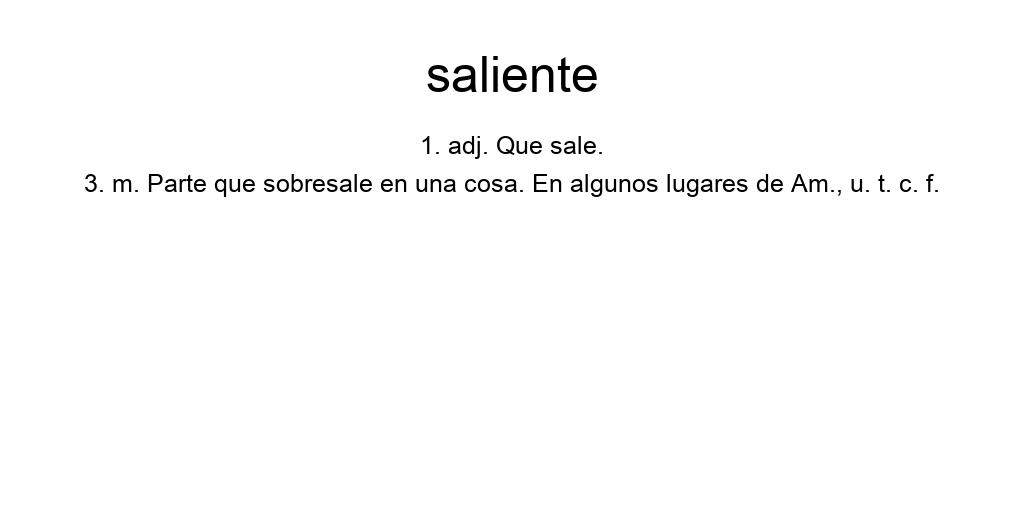 saliente
1. adj. Que sale.
3. m. Parte que sobresale en una cosa. En algunos lugares de Am., u. t. c. f.